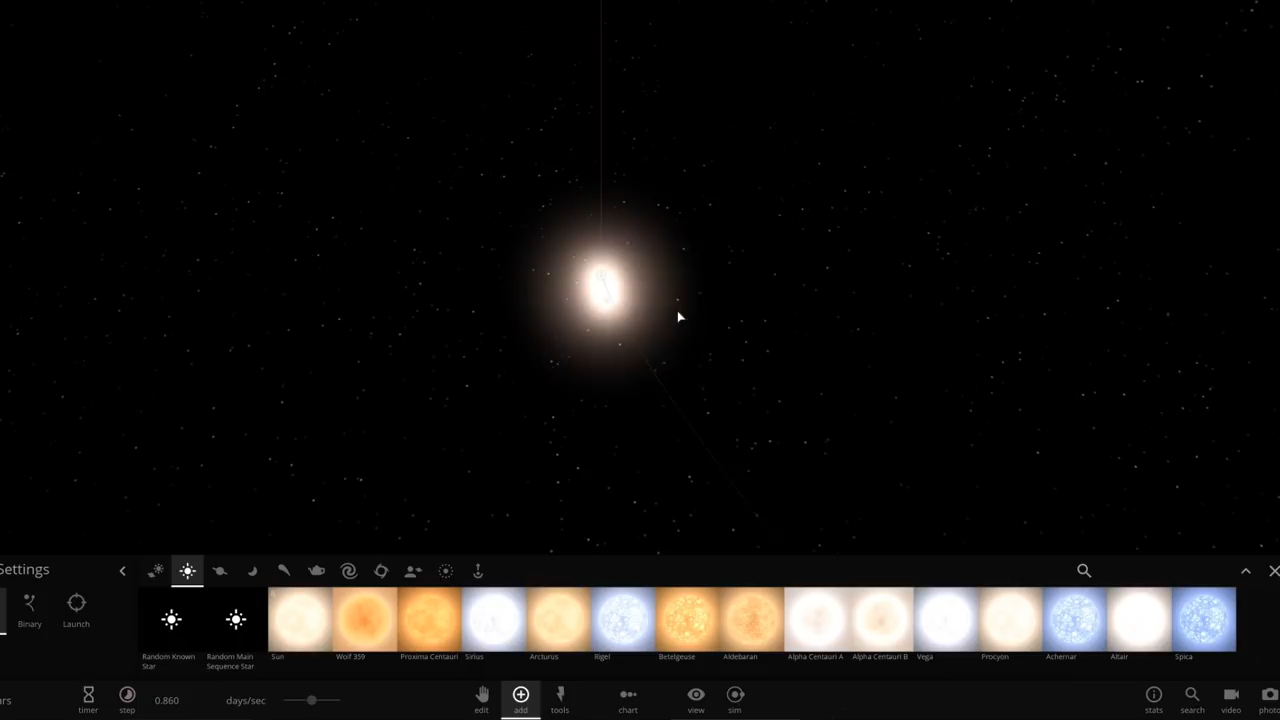 Settings
Binary
Launch
Random Known
Star
Random Main
Sequence Star
Sun
Wolf 359
Proxima Centauri
Sirius
Arcturus
Rigel
Betelgeuse
Aldebaran
Alpha Centauri A
Alpha Centauri B
Vega
Procyon
Achernar
Altair
Spica
timer
step
0.860
days/sec
edit
add
tools
chart
view
sim
stats
search
video